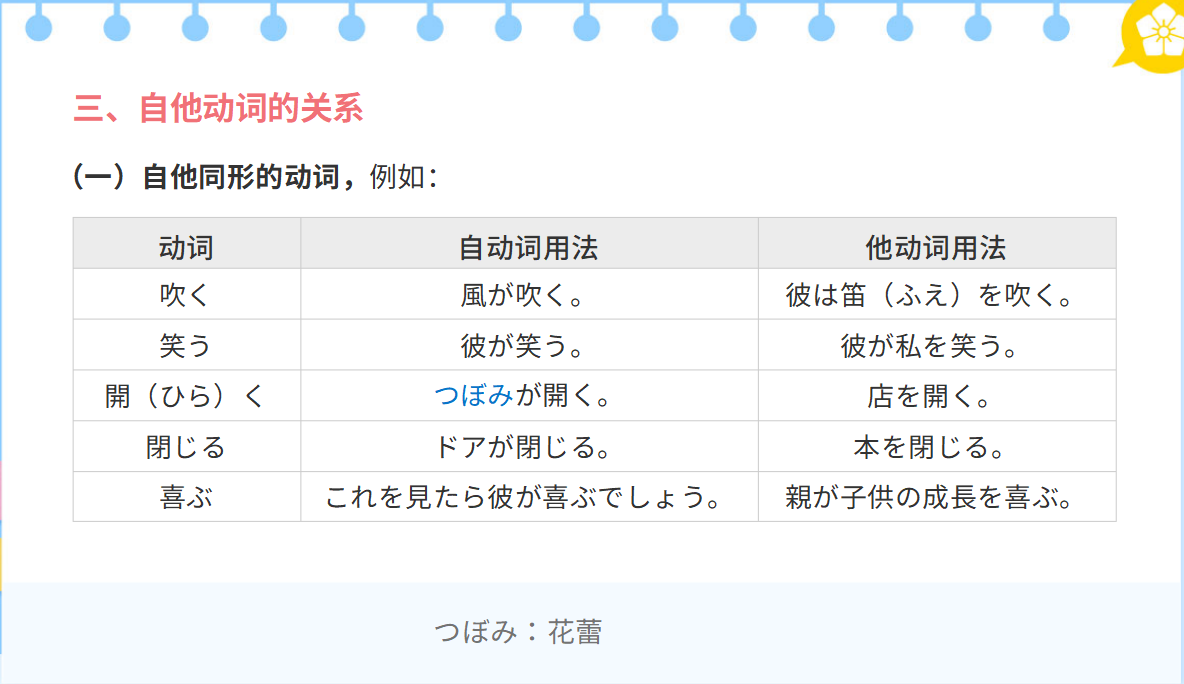 三、自他动词的关系
（一）自他同形的动词，例如：
动词 自动词用法 他动词用法
吹く 風が吹く。 彼は笛（ふえ）を吹く。
笑う 彼が笑う。 彼が私を笑う。
開（ひら）く つぼみが開く。 店を開く。
閉じる ドアが閉じる。 本を閉じる。
喜ぶ これを見たら彼が喜ぶでしょう。 親が子供の成長を喜ぶ。
つぼみ：花蕾